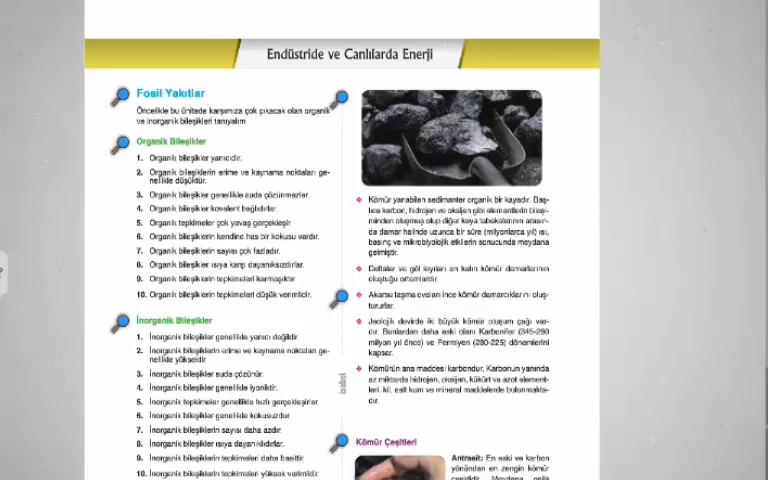 Endüstride ve Canlılarda Enerji
Fosil Yakıtlar
Öncelikle bu ünitede karşımıza çok çıkacak olan organik
ve inorganik bileşikleri tanıyalım.
Organik Bileşikler
1. Organik bileşikler yanıcıdır.
2. Organik bileşiklerin erime ve kaynama noktaları ge-
nellikle düşüktür.
3. Organik bileşikler genellikle suda çözünmezler.
4. Organik bileşikler kovalent bağlıdırlar.
5. Organik tepkimeler çok yavaş gerçekleşir
6. Organik bileşiklerin kendine has bir kokusu vardır.
7. Organik bileşiklerin sayısı çok fazladır.
8. Organik bileşikler ısıya karşı dayanıksızdırlar.
9. Organik bileşiklerin tepkimeleri karmaşıktır.
10. Organik bileşiklerin tepkimeleri düşük verimlidir.
İnorganik Bileşikler
1. İnorganik bileşikler genellikle yanıcı değildir.
2. İnorganik bileşiklerin erime ve kaynama noktaları ge-
nellikle yüksektir.
3. İnorganik bileşikler suda çözünür.
4. İnorganik bileşikler genellikle iyoniktir.
5. İnorganik tepkimeler genellikle hızlı gerçekleşirler.
6. İnorganik bileşikler genellikle kokusuzdur.
7. İnorganik bileşiklerin sayısı daha azdır.
8. İnorganik bileşikler ısıya dayanıklıdırlar.
9. İnorganik bileşiklerin tepkimeleri daha basittir.
10. İnorganik bileşiklerin tepkimeleri yüksek verimlidir.
Kömür yanabilen sedimanter organik bir kayadır. Baş-
lıca karbon, hidrojen ve oksijen gibi elementlerin bileşi-
minden oluşmuş olup diğer kaya tabakalarının arasın-
da damar halinde uzunca bir süre (milyonlarca yıl) ısı,
basınç ve mikrobiyolojik etkilerin sonucunda meydana
gelmiştir.
Deltalar ve göl kıyıları en kalın kömür damarlarının
oluştuğu ortamlardır.
Akarsu taşma ovaları ince kömür damarcıklarını oluş-
tururlar.
Jeolojik devirde iki büyük kömür oluşum çağı var-
dır. Bunlardan daha eski olanı Karbonifer (345-280
milyon yıl önce) ve Permiyen (280-225) dönemlerini
kapsar.
Kömürün ana maddesi karbondur. Karbonun yanında
az miktarda hidrojen, oksijen, kükürt ve azot element-
leri, kil, salt kum ve mineral maddelerde bulunmakta-
dır.
Kömür Çeşitleri
Antrasit: En eski ve karbon
yönünden en zengin kömür